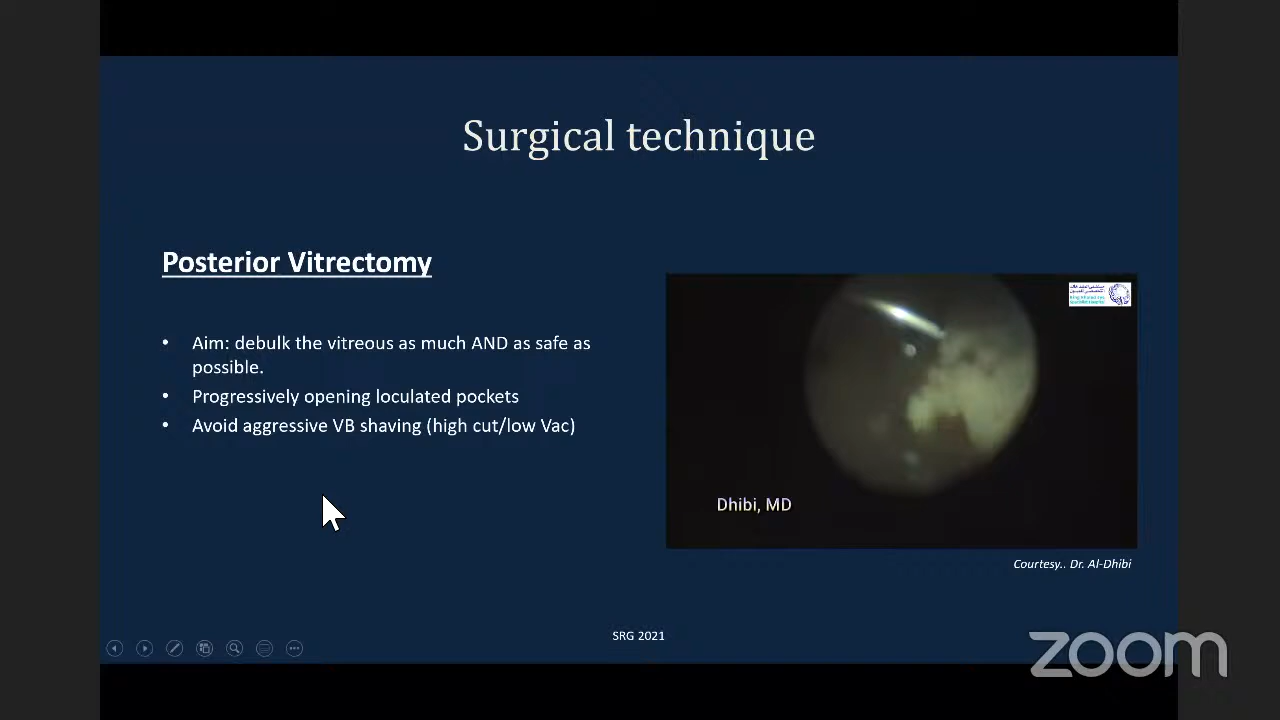 Surgical technique
Posterior Vitrectomy
• Aim: debulk the vitreous as much AND as safe as
possible.
• Progressively opening loculated pockets
• Avoid aggressive VB shaving (high cut/low Vac)
Dhibi, MD
Courtesy.. Dr. Al-Dhibi
SRG 2021
zoom